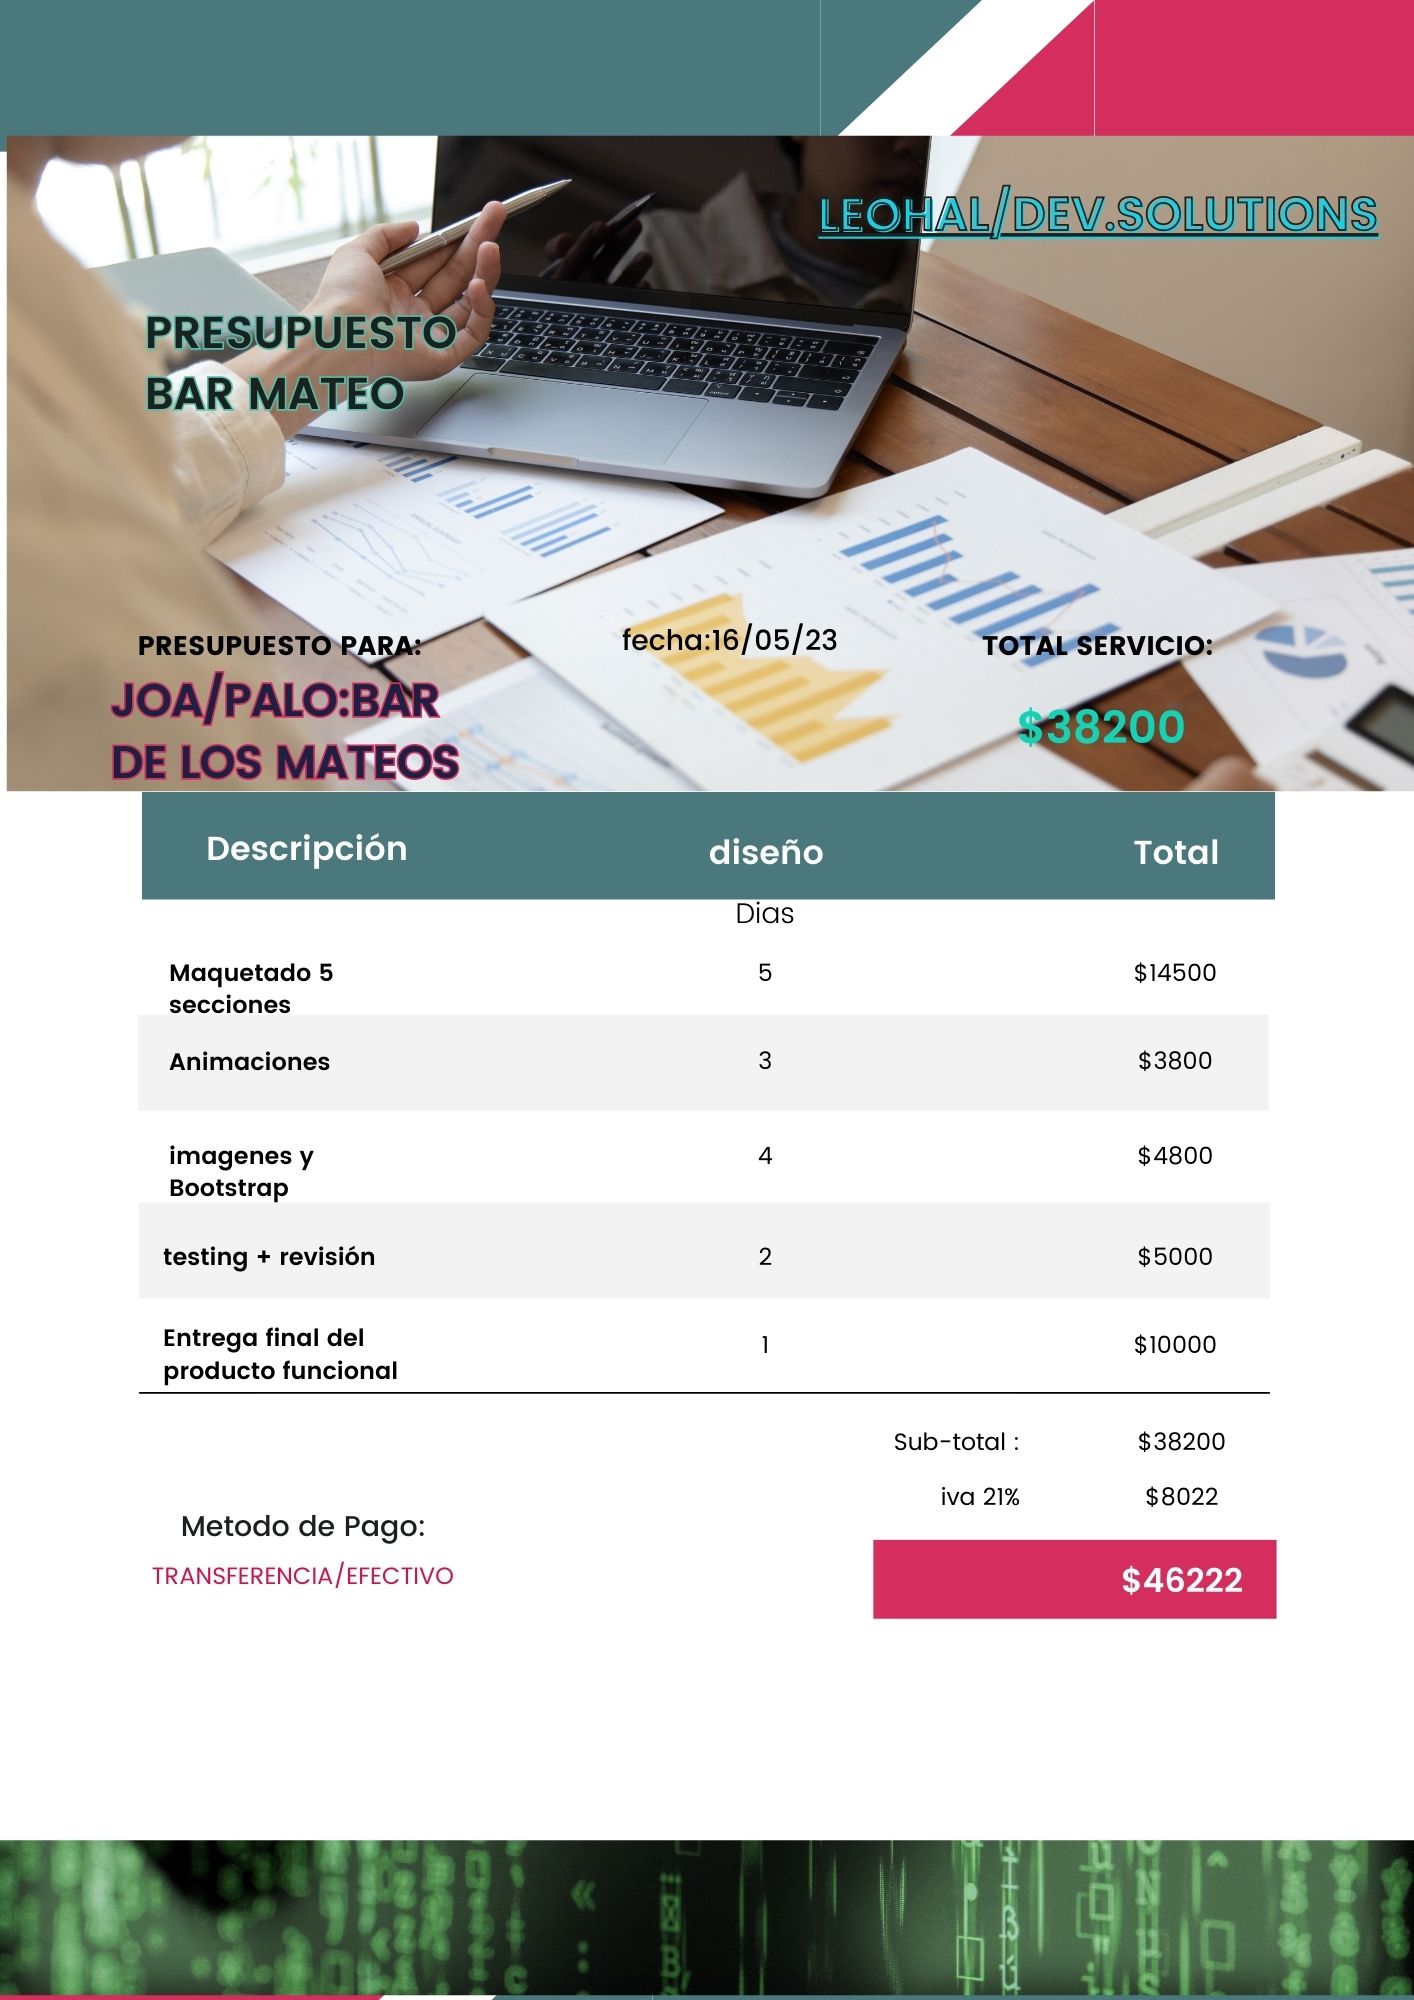 LEOHAL/DEV.SOLUTIONS
PRESUPUESTO
BAR MATEO
PRESUPUESTO PARA:
JOA/PALO:BAR
DE LOS MATEOS
fecha:16/05/23
TOTAL SERVICIO:
$38200
Descripción diseño Total
Dias
Maquetado 5
secciones
5 $14500
Animaciones 3 $3800
imagenes y
Bootstrap
4 $4800
testing + revisión 2 $5000
Entrega final del
producto funcional
1 $10000
Sub-total : $38200
iva 21% $8022
Metodo de Pago:
TRANSFERENCIA/EFECTIVO
$46222